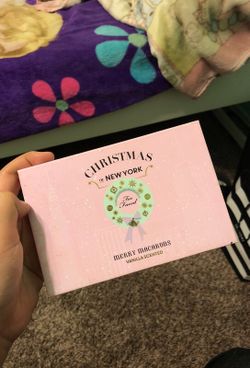 CHRISTMAS
IN NEW YORK
Too
Faced
MERRY MACARONS
VANILLA SCENTED